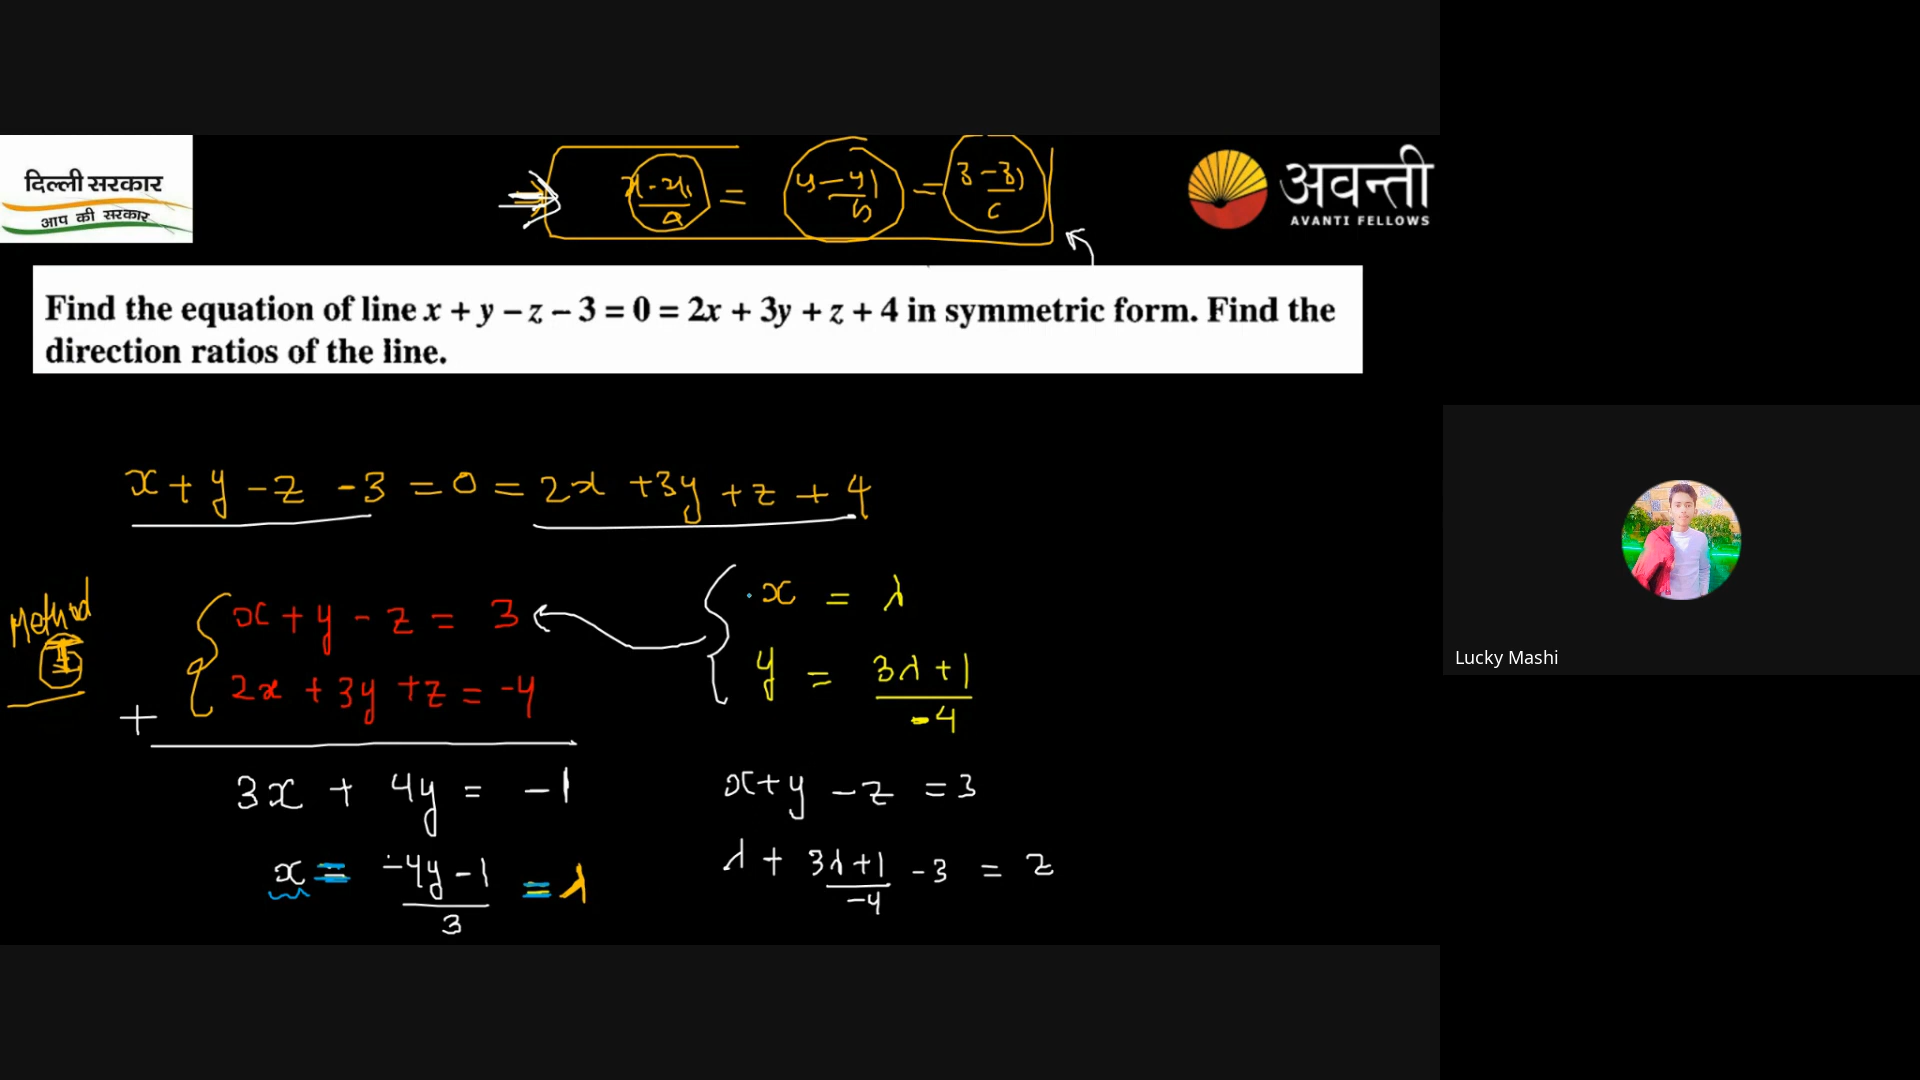 दिल्ली सरकार
आप की सरकार
⇒ (x-x₁)/a = (y-y₁)/b = (z-z₁)/c
अवन्ती
AVANTI FELLOWS
Find the equation of line x + y – z – 3 = 0 = 2x + 3y + z + 4 in symmetric form. Find the
direction ratios of the line.
x + y - z - 3 = 0 = 2x + 3y + z + 4
Method
I
x + y - z = 3
2x + 3y + z = -4
+
3x + 4y = -1
x = (-4y-1)/3 = λ
x = λ
y = (3λ+1)/-4
x + y - z = 3
λ + (3λ+1)/-4 - 3 = z
Lucky Mashi